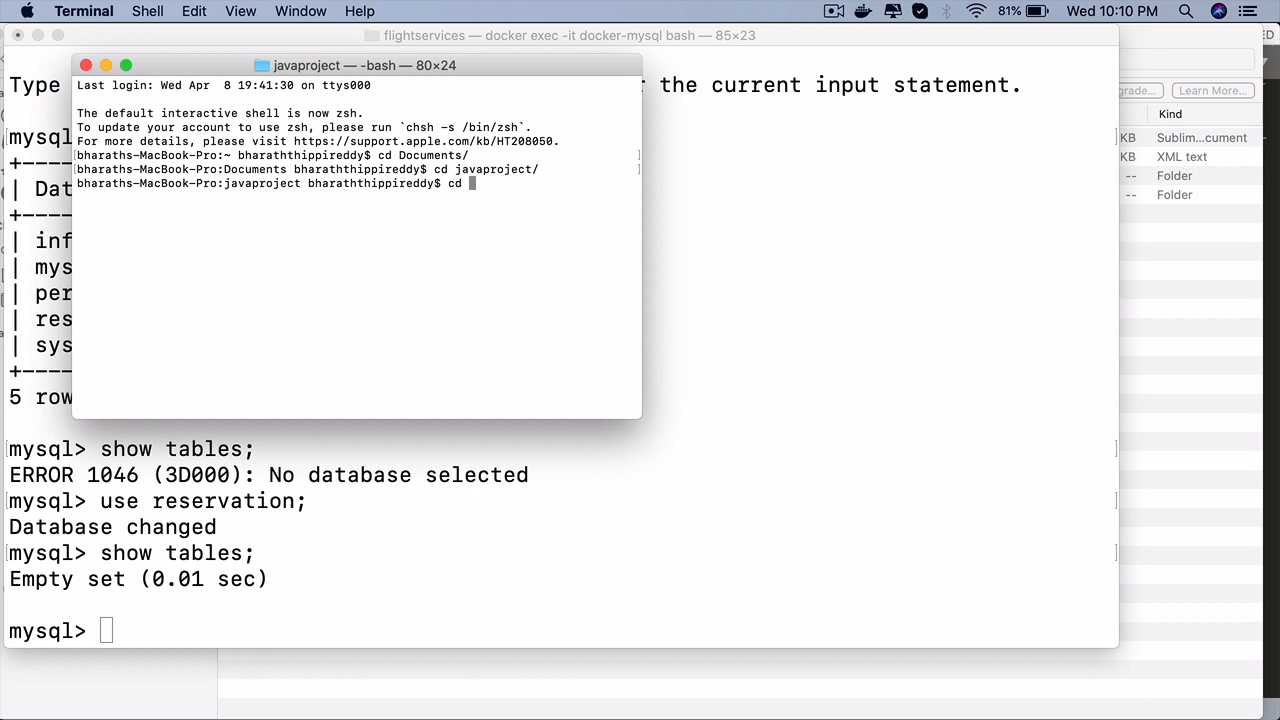 Terminal Shell Edit View Window Help 81% Wed 10:10 PM
flightservices — docker exec -it docker-mysql bash — 85×23
javaproject — -bash — 80×24
Last login: Wed Apr  8 19:41:30 on ttys000
The default interactive shell is now zsh.
To update your account to use zsh, please run `chsh -s /bin/zsh`.
For more details, please visit https://support.apple.com/kb/HT208050.
[bharaths-MacBook-Pro:~ bharaththippireddy$ cd Documents/ ]
[bharaths-MacBook-Pro:Documents bharaththippireddy$ cd javaproject/ ]
bharaths-MacBook-Pro:javaproject bharaththippireddy$ cd
Type
the current input statement.
mysql
+----
| Dat
+----
| inf
| mys
| per
| res
| sys
+----
5 row
[mysql> show tables; ]
ERROR 1046 (3D000): No database selected
[mysql> use reservation; ]
Database changed
[mysql> show tables; ]
Empty set (0.01 sec)
mysql>
ED
grade... Learn More...
Kind
KB Sublim...cument
KB XML text
-- Folder
-- Folder